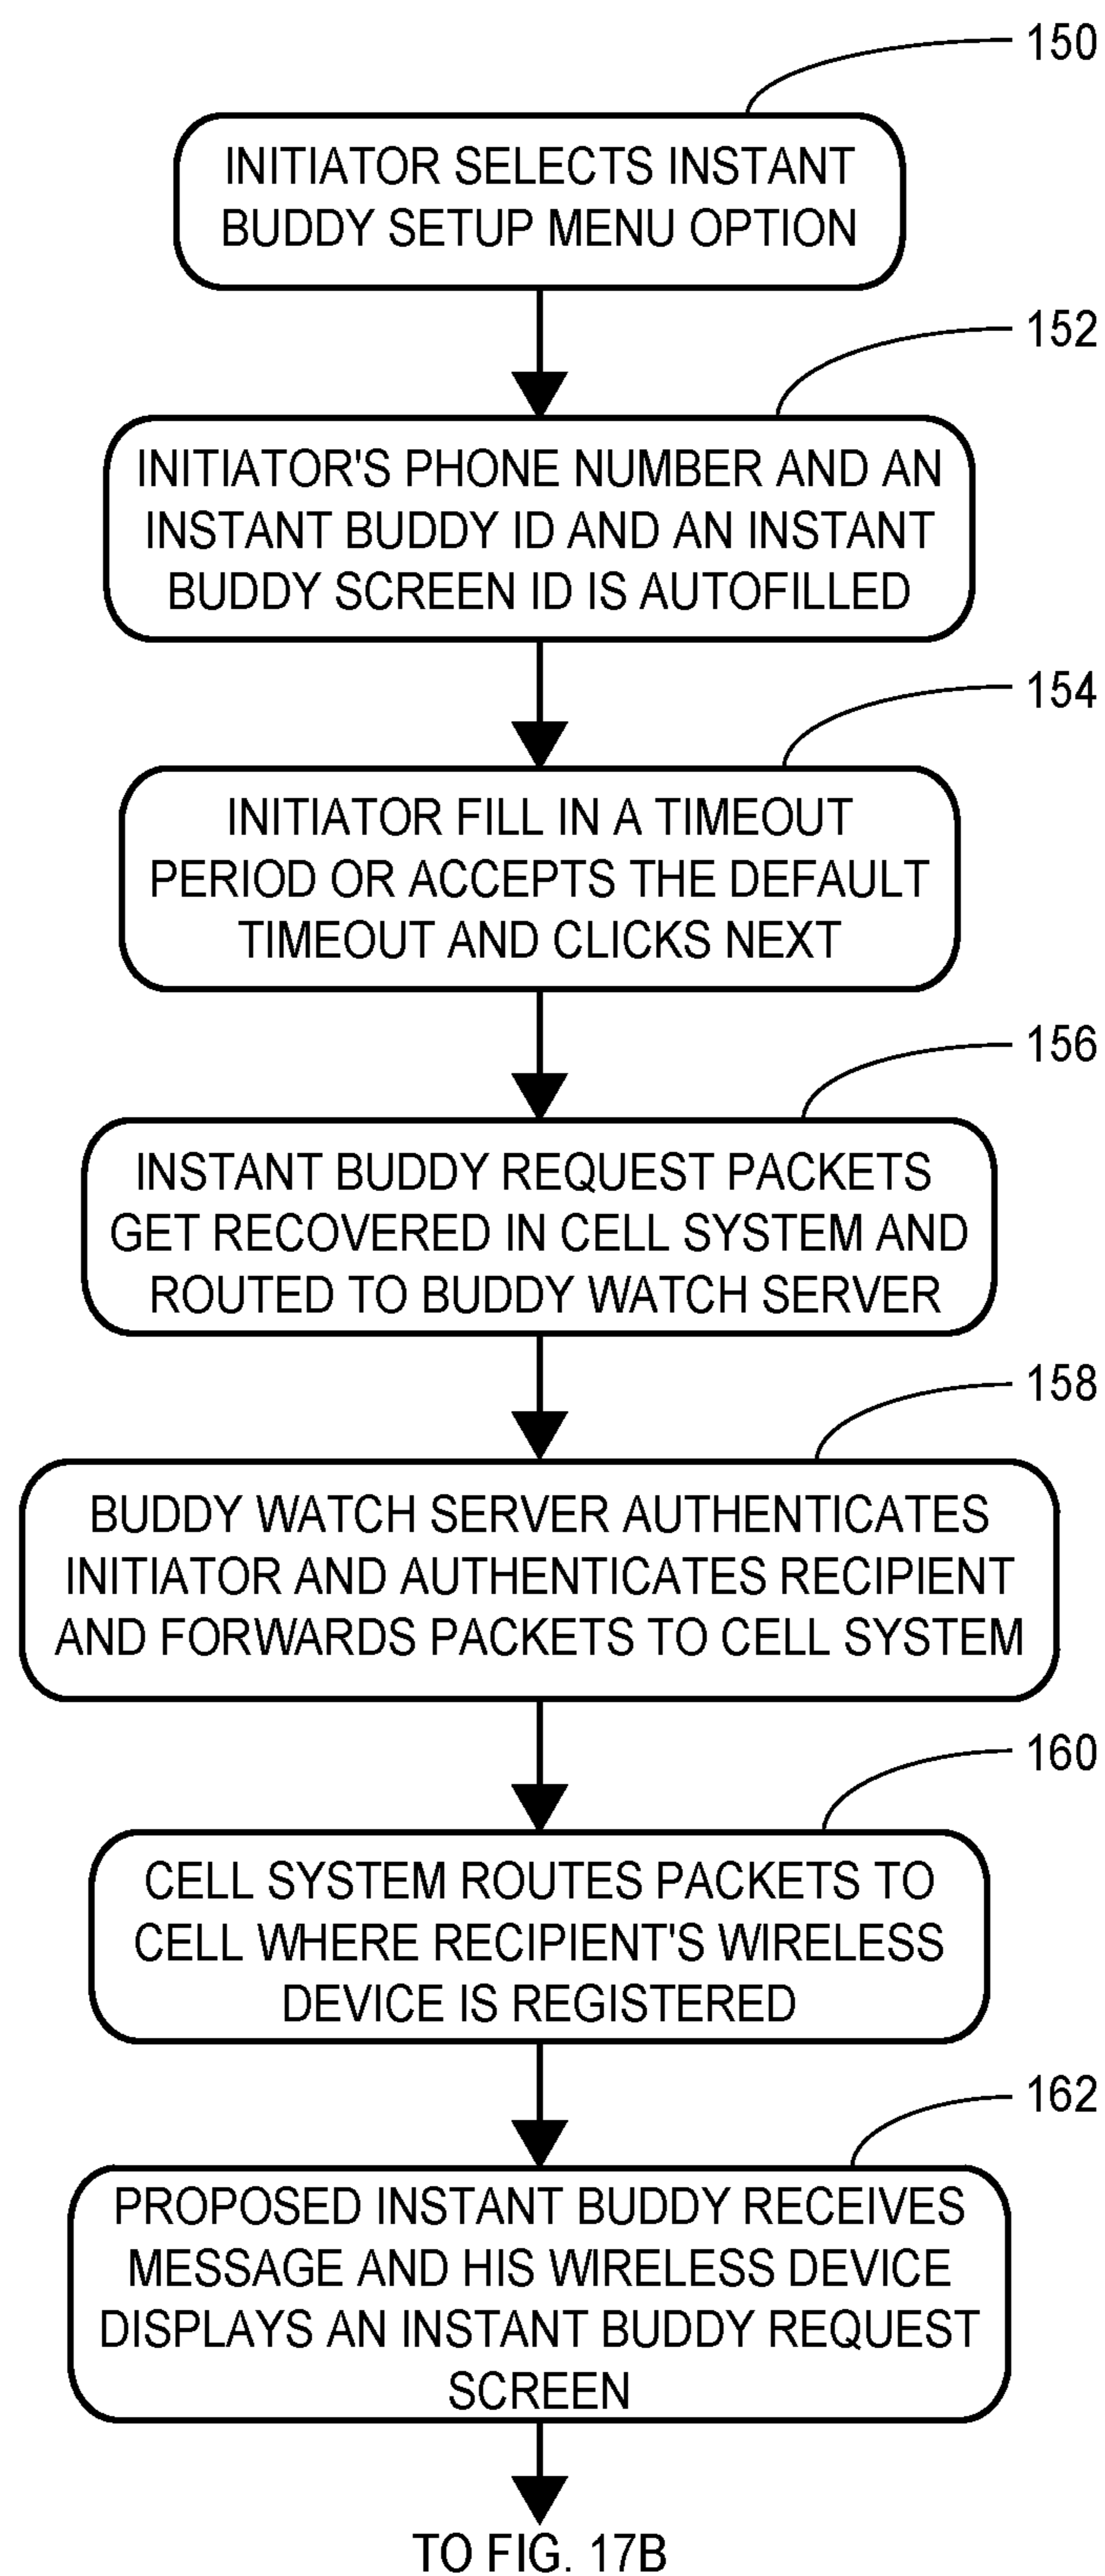 150
INITIATOR SELECTS INSTANT
BUDDY SETUP MENU OPTION
152
INITIATOR'S PHONE NUMBER AND AN
INSTANT BUDDY ID AND AN INSTANT
BUDDY SCREEN ID IS AUTOFILLED
154
INITIATOR FILL IN A TIMEOUT
PERIOD OR ACCEPTS THE DEFAULT
TIMEOUT AND CLICKS NEXT
156
INSTANT BUDDY REQUEST PACKETS
GET RECOVERED IN CELL SYSTEM AND
ROUTED TO BUDDY WATCH SERVER
158
BUDDY WATCH SERVER AUTHENTICATES
INITIATOR AND AUTHENTICATES RECIPIENT
AND FORWARDS PACKETS TO CELL SYSTEM
160
CELL SYSTEM ROUTES PACKETS TO
CELL WHERE RECIPIENT'S WIRELESS
DEVICE IS REGISTERED
162
PROPOSED INSTANT BUDDY RECEIVES
MESSAGE AND HIS WIRELESS DEVICE
DISPLAYS AN INSTANT BUDDY REQUEST
SCREEN
TO FIG. 17B